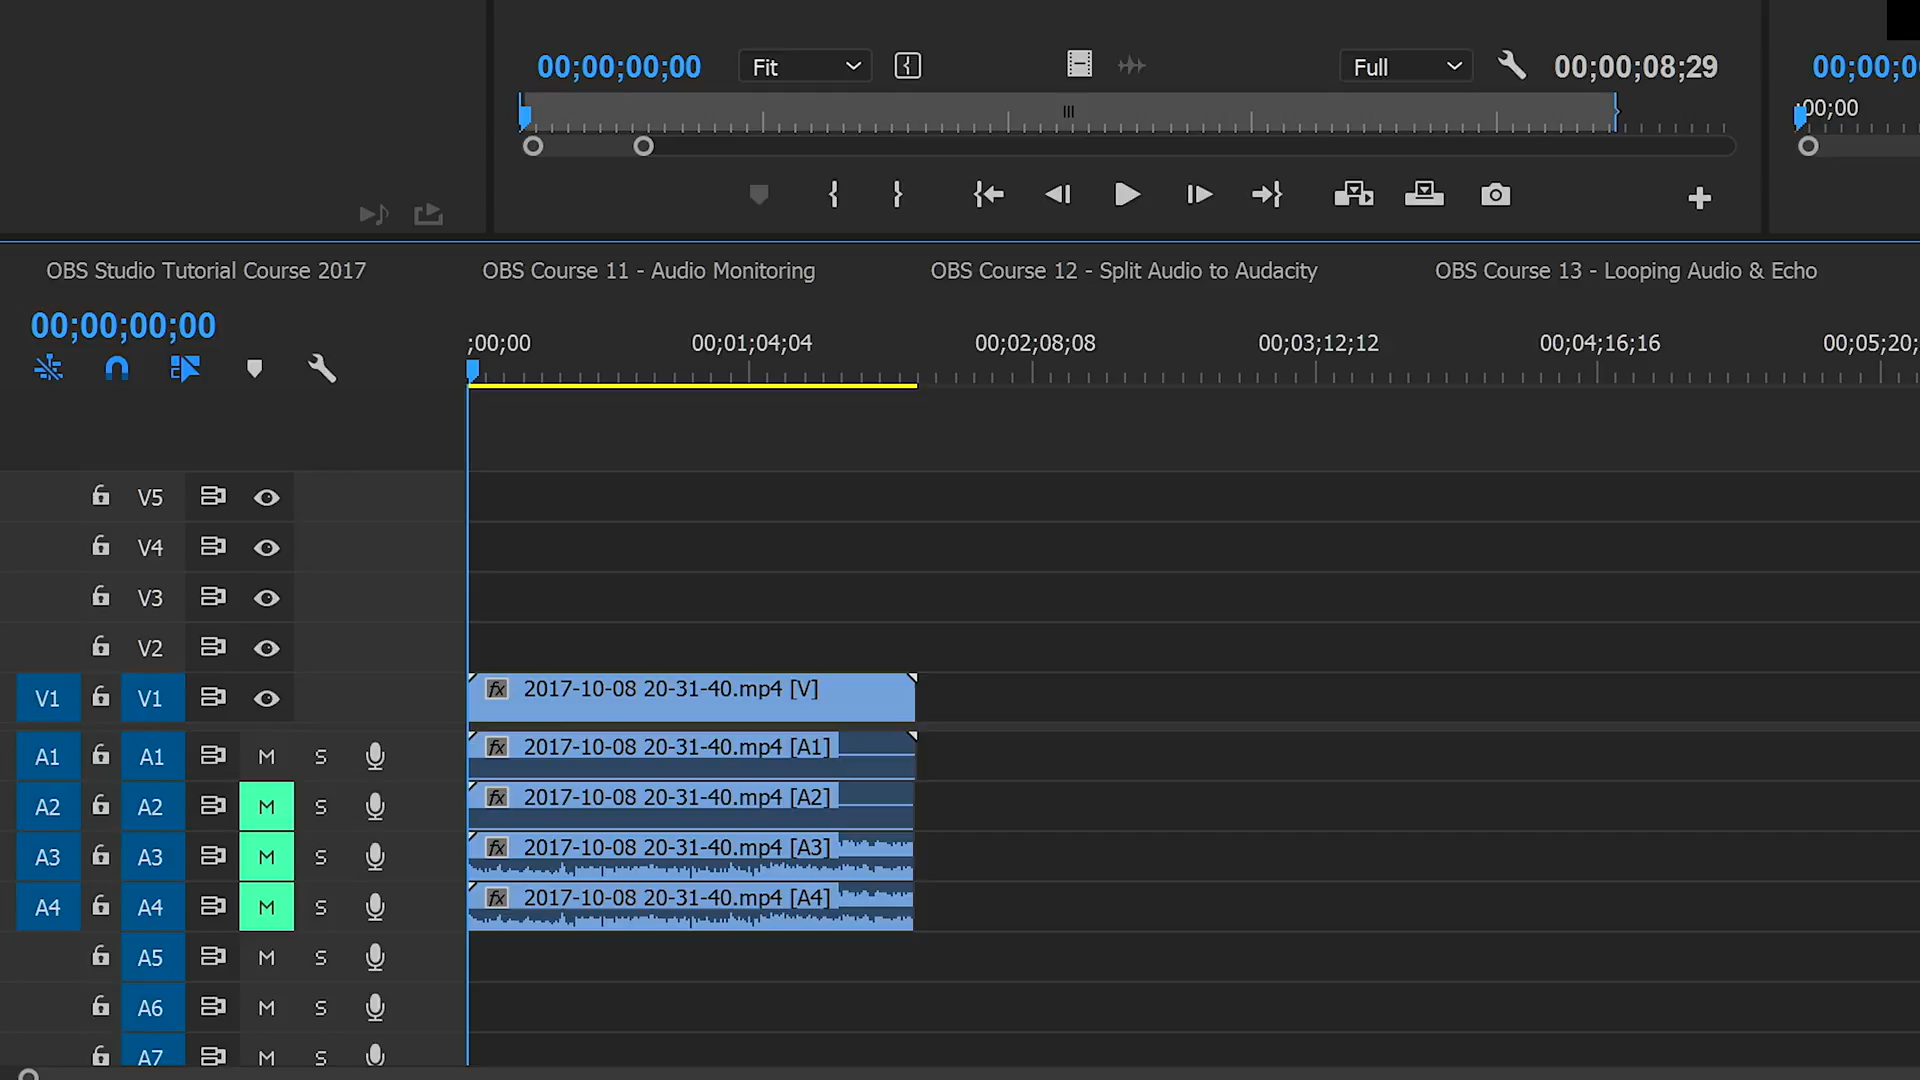 00;00;00;00 Fit Full 00;00;08;29 00;00;0
;00;00
OBS Studio Tutorial Course 2017 OBS Course 11 - Audio Monitoring OBS Course 12 - Split Audio to Audacity OBS Course 13 - Looping Audio & Echo
00;00;00;00
;00;00 00;01;04;04 00;02;08;08 00;03;12;12 00;04;16;16 00;05;20;
V5
V4
V3
V2
V1 V1 fx 2017-10-08 20-31-40.mp4 [V]
A1 A1 M S fx 2017-10-08 20-31-40.mp4 [A1]
A2 A2 M S fx 2017-10-08 20-31-40.mp4 [A2]
A3 A3 M S fx 2017-10-08 20-31-40.mp4 [A3]
A4 A4 M S fx 2017-10-08 20-31-40.mp4 [A4]
A5 M S
A6 M S
A7 M S